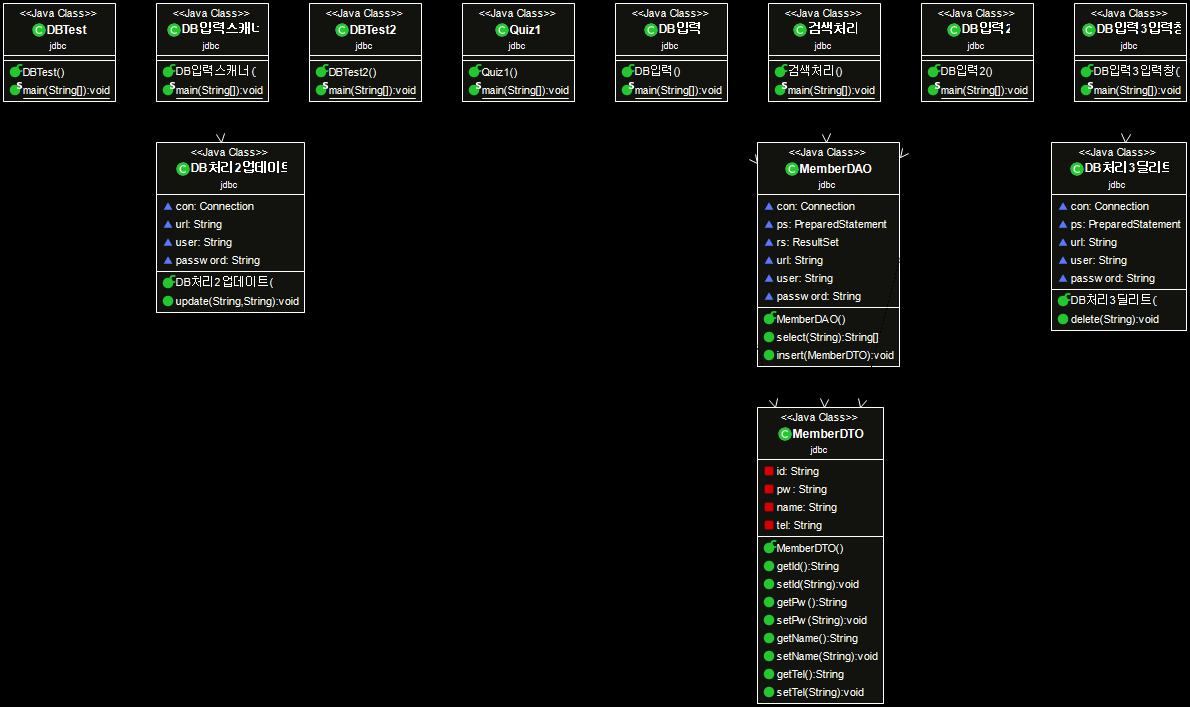 <<Java Class>>
DBTest
jdbc
DBTest()
main(String[]):void
<<Java Class>>
DB입력스캐너
jdbc
DB입력스캐너(
main(String[]):void
<<Java Class>>
DBTest2
jdbc
DBTest2()
main(String[]):void
<<Java Class>>
Quiz1
jdbc
Quiz1()
main(String[]):void
<<Java Class>>
DB입력
jdbc
DB입력()
main(String[]):void
<<Java Class>>
검색처리
jdbc
검색처리()
main(String[]):void
<<Java Class>>
DB입력2
jdbc
DB입력2()
main(String[]):void
<<Java Class>>
DB입력3입력창
jdbc
DB입력3입력창(
main(String[]):void
<<Java Class>>
DB처리2업데이트
jdbc
con: Connection
url: String
user: String
password: String
DB처리2업데이트(
update(String,String):void
<<Java Class>>
MemberDAO
jdbc
con: Connection
ps: PreparedStatement
rs: ResultSet
url: String
user: String
password: String
MemberDAO()
select(String):String[]
insert(MemberDTO):void
<<Java Class>>
DB처리3딜리트
jdbc
con: Connection
ps: PreparedStatement
url: String
user: String
password: String
DB처리3딜리트(
delete(String):void
<<Java Class>>
MemberDTO
jdbc
id: String
pw: String
name: String
tel: String
MemberDTO()
getId():String
setId(String):void
getPw():String
setPw(String):void
getName():String
setName(String):void
getTel():String
setTel(String):void